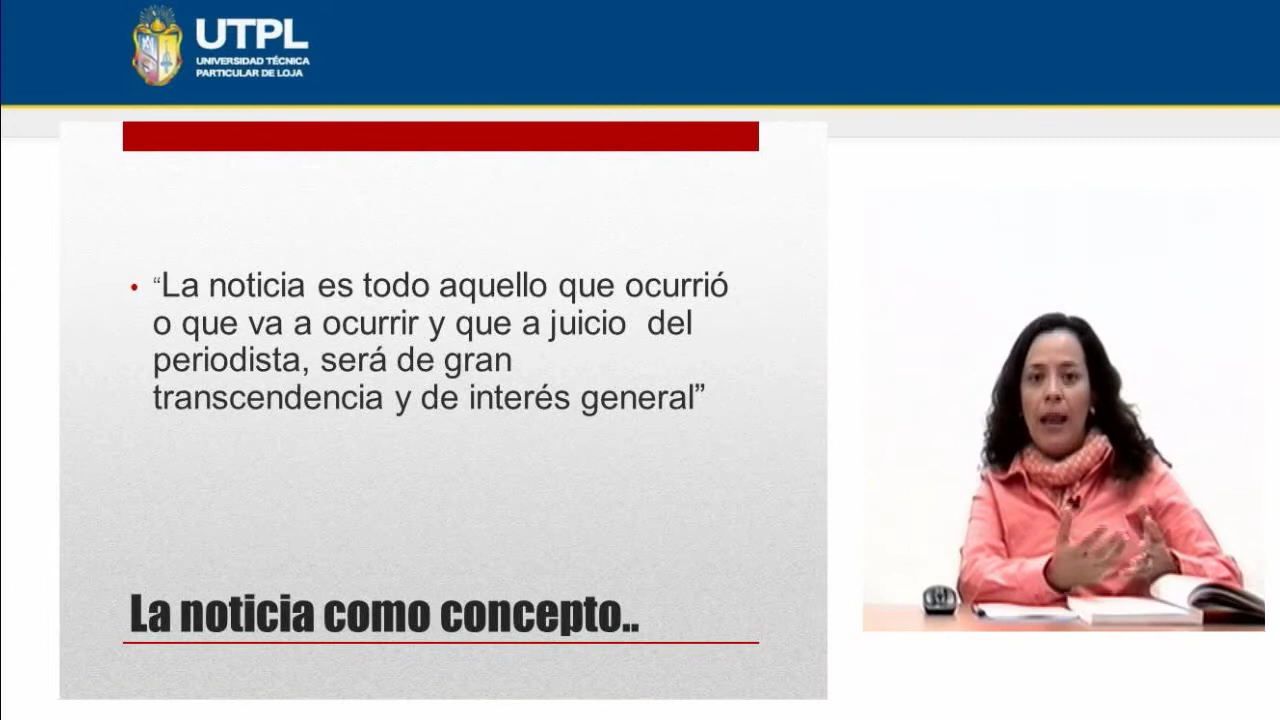 UTPL
UNIVERSIDAD TÉCNICA
PARTICULAR DE LOJA
• “La noticia es todo aquello que ocurrió
o que va a ocurrir y que a juicio  del
periodista, será de gran
transcendencia y de interés general”
La noticia como concepto..